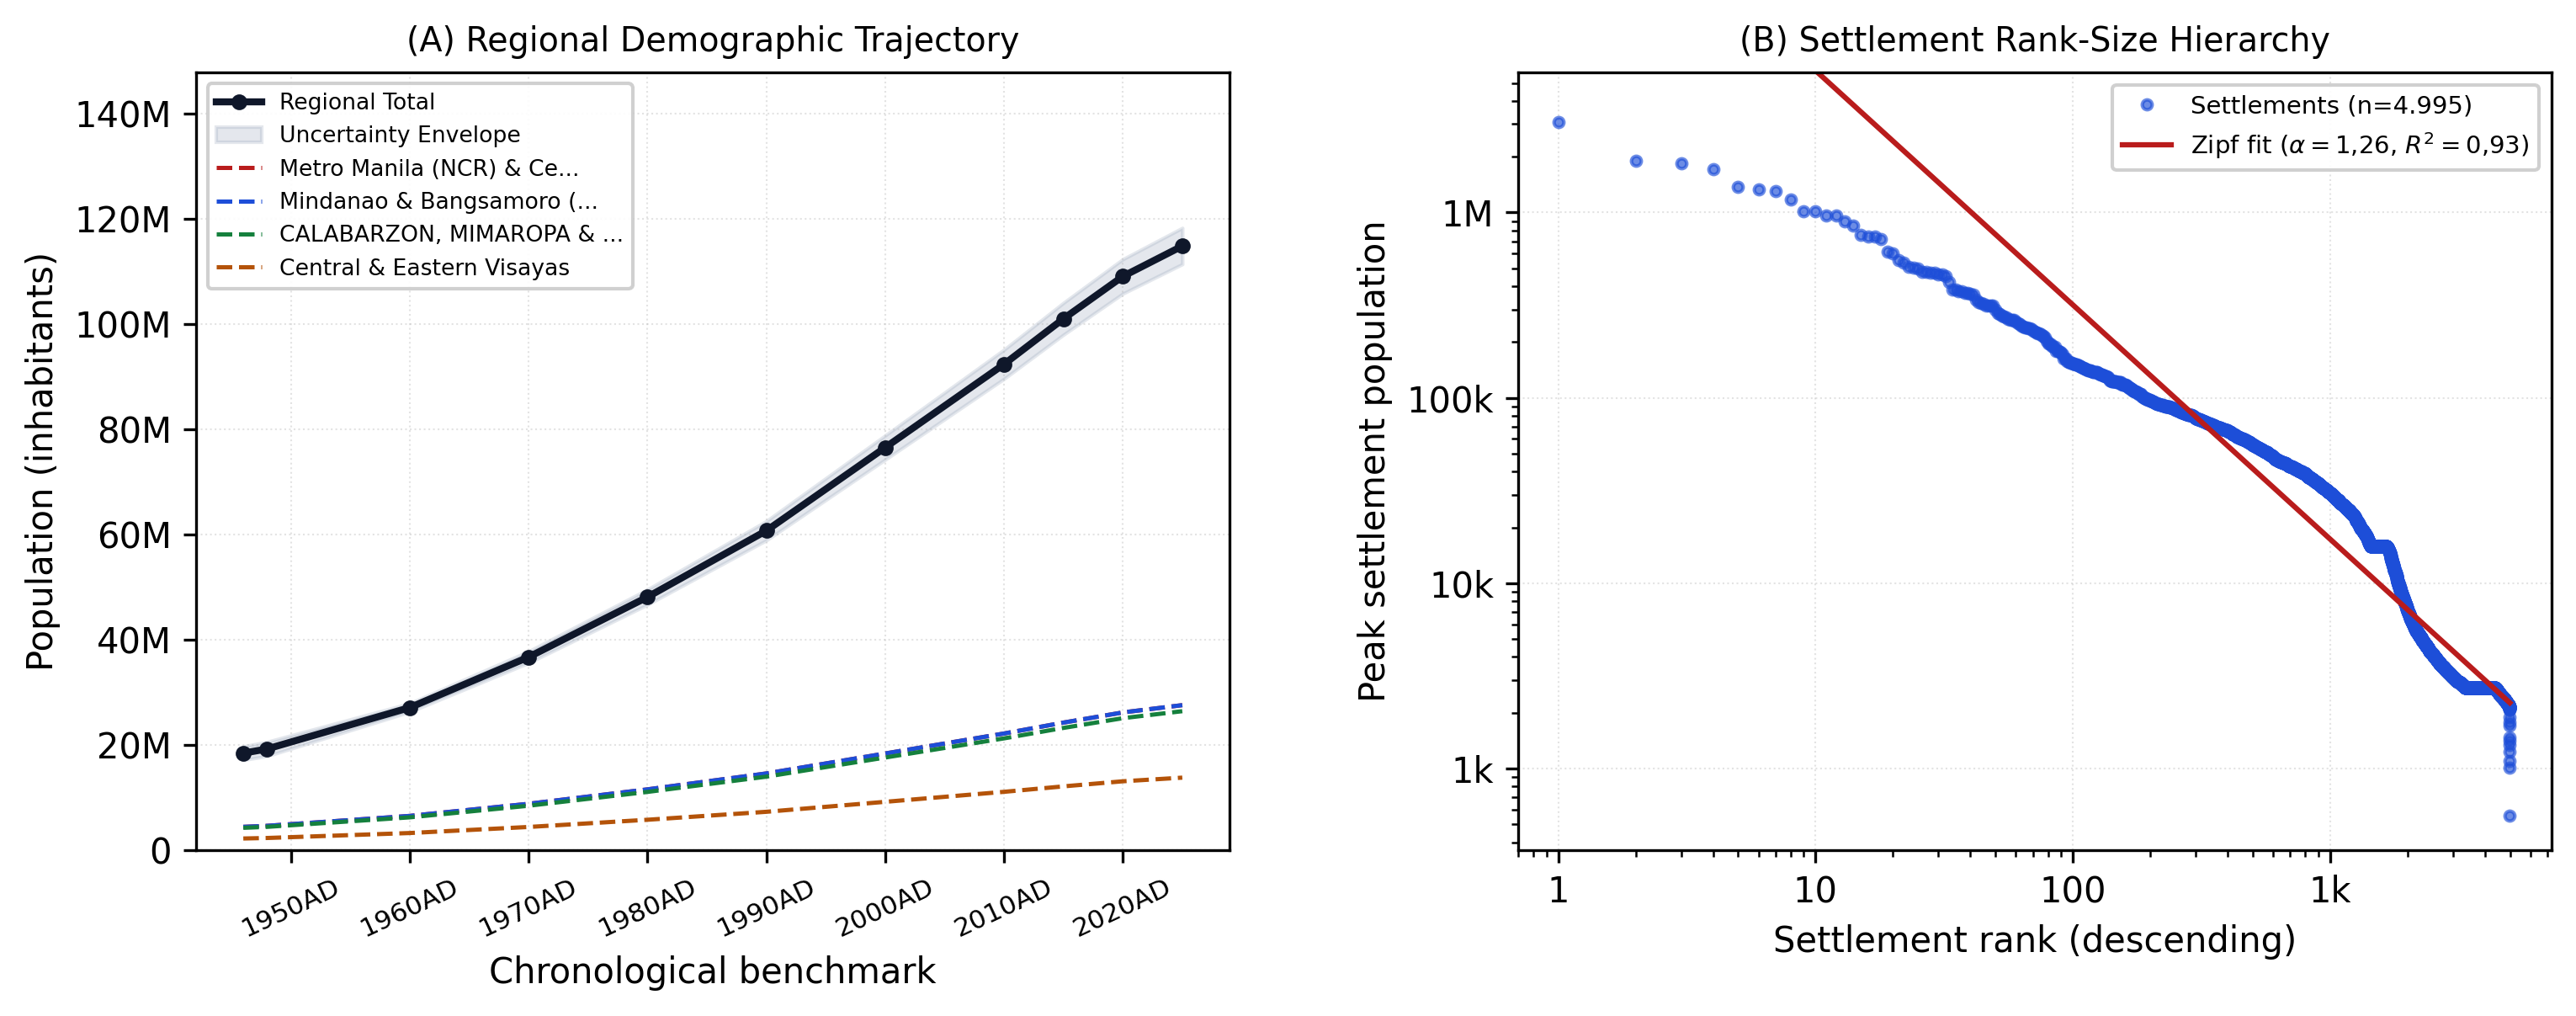 (A) Regional Demographic Trajectory
Population (inhabitants)
140M
120M
100M
80M
60M
40M
20M
0
Regional Total
Uncertainty Envelope
Metro Manila (NCR) & Ce...
Mindanao & Bangsamoro (...
CALABARZON, MIMAROPA & ...
Central & Eastern Visayas
1950AD 1960AD 1970AD 1980AD 1990AD 2000AD 2010AD 2020AD
Chronological benchmark
(B) Settlement Rank-Size Hierarchy
Peak settlement population
1M
100k
10k
1k
Settlements (n=4.995)
Zipf fit (α = 1,26, R² = 0,93)
1 10 100 1k
Settlement rank (descending)